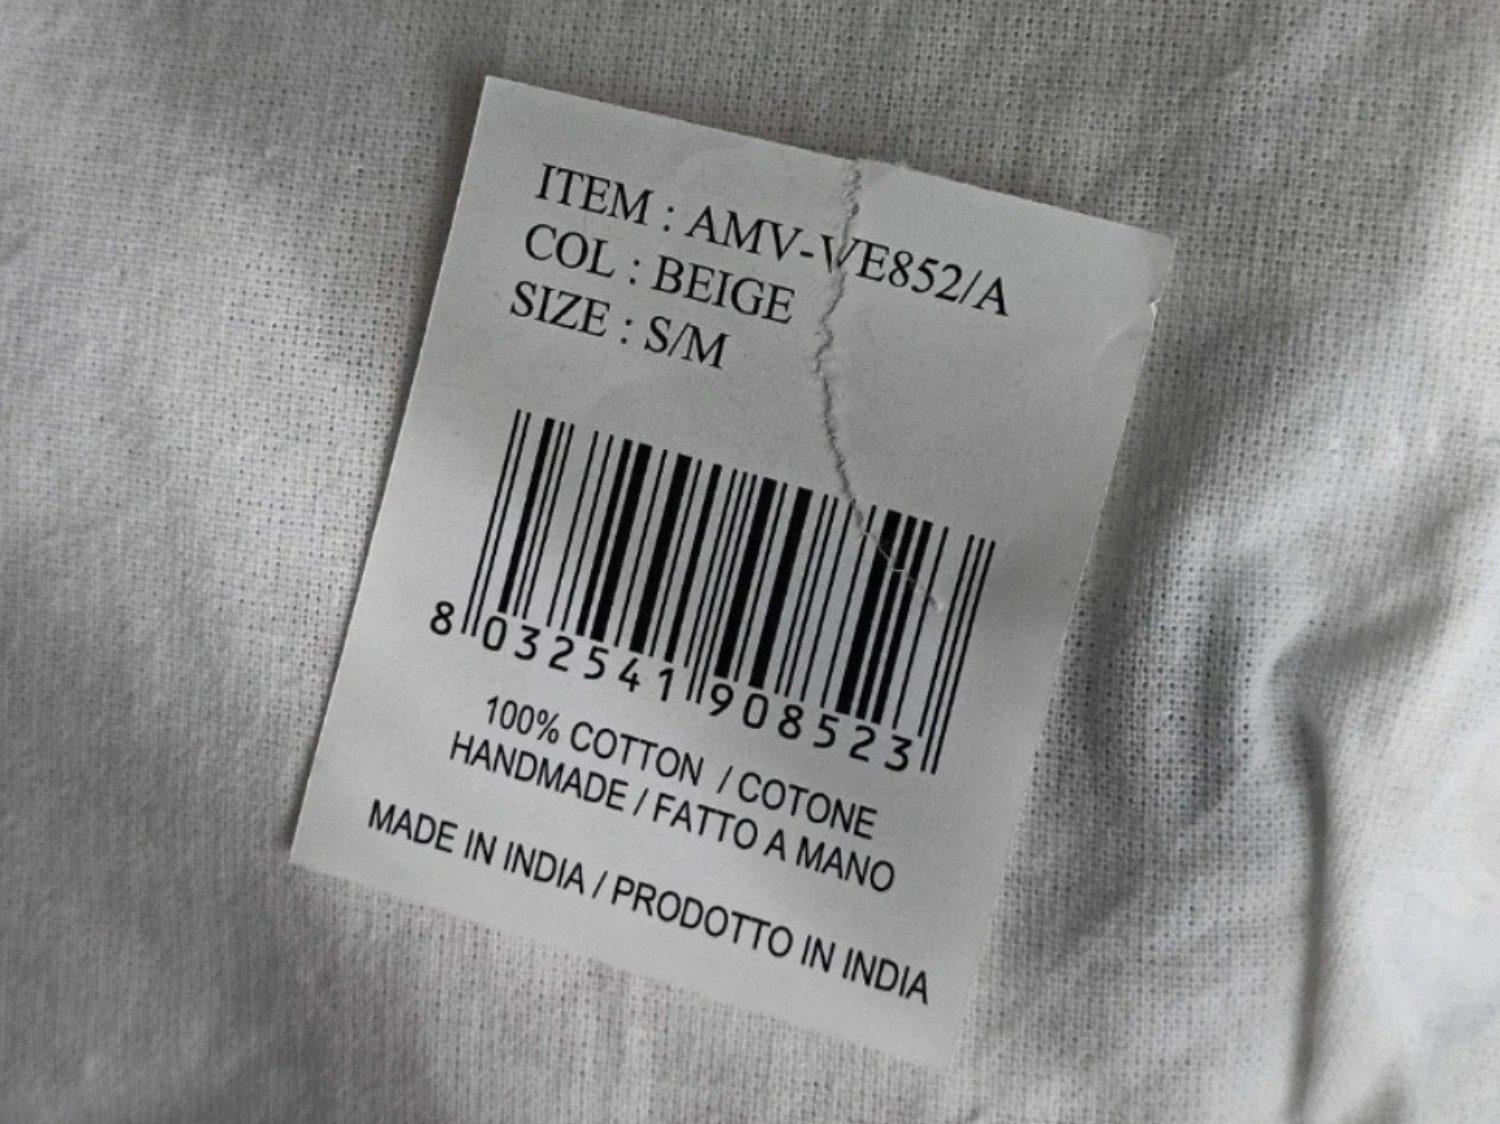 ITEM : AMV-WE852/A
COL : BEIGE
SIZE : S/M
8 032541 908523
100% COTTON / COTONE
HANDMADE / FATTO A MANO
MADE IN INDIA / PRODOTTO IN INDIA